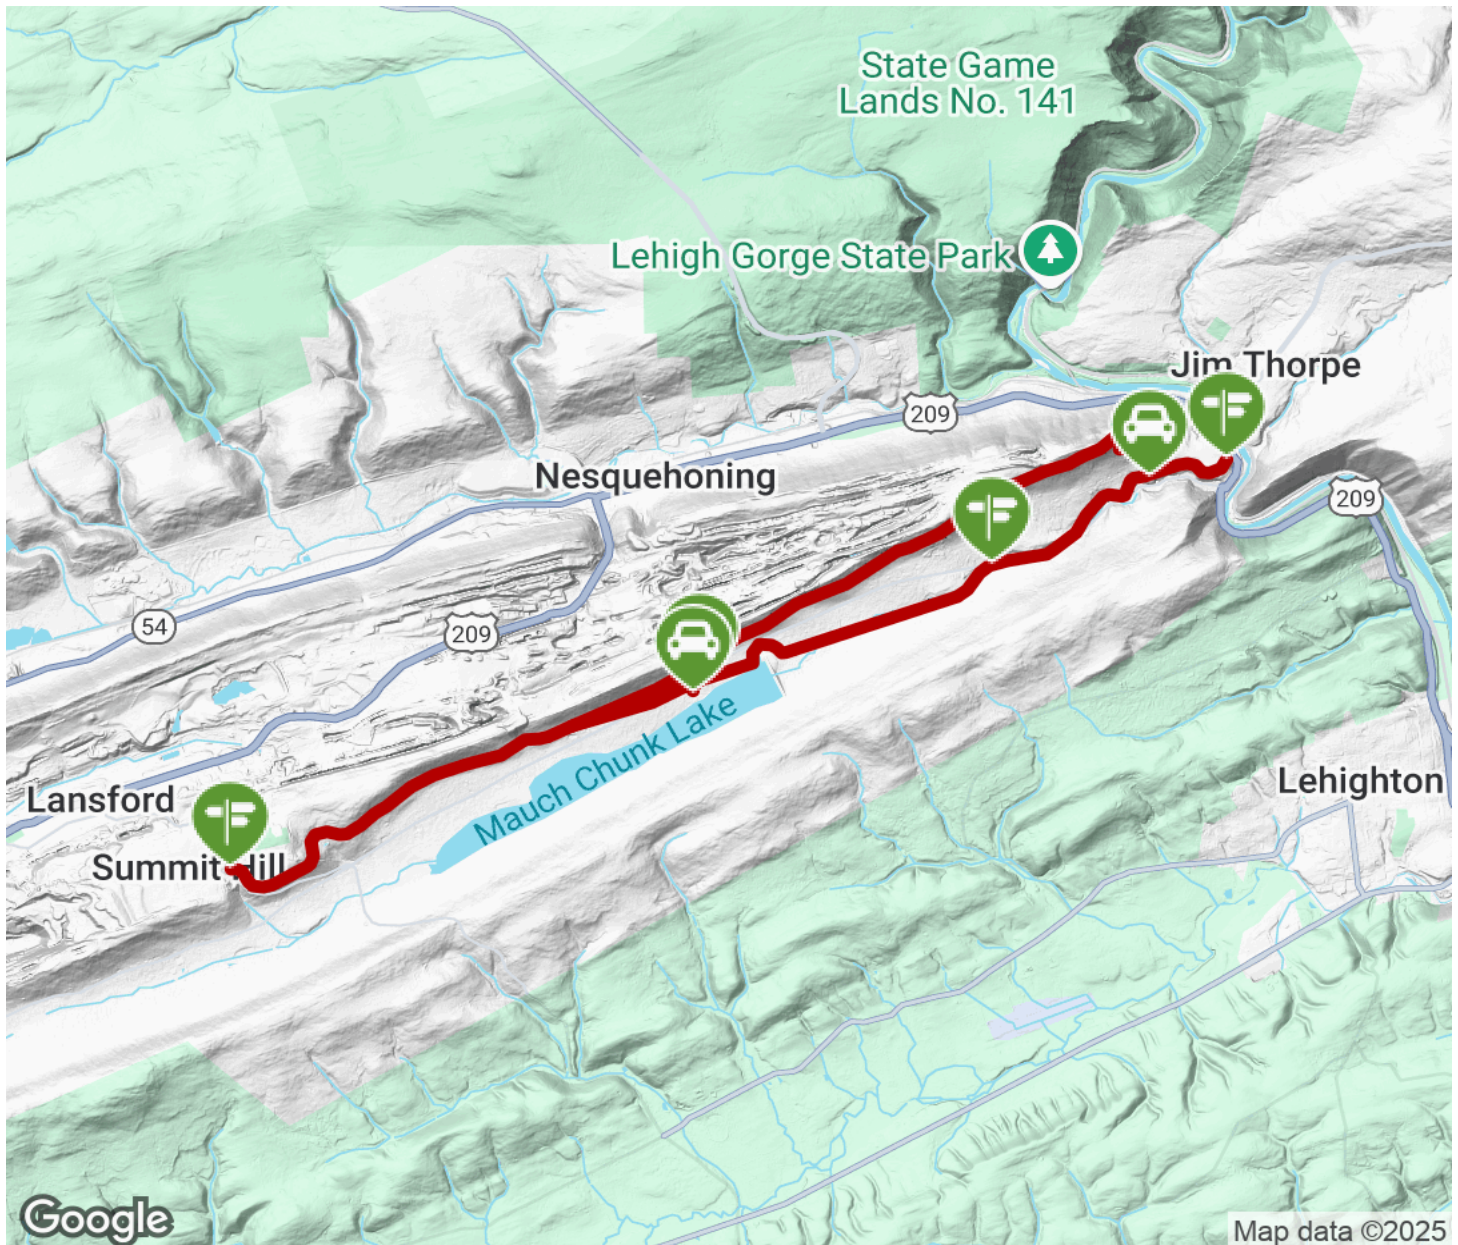 State Game
Lands No. 141
Lehigh Gorge State Park
Jim Thorpe
209
Nesquehoning
209
54
209
Mauch Chunk Lake
Lehighton
Lansford
Summit Hill
Google
Map data ©2025